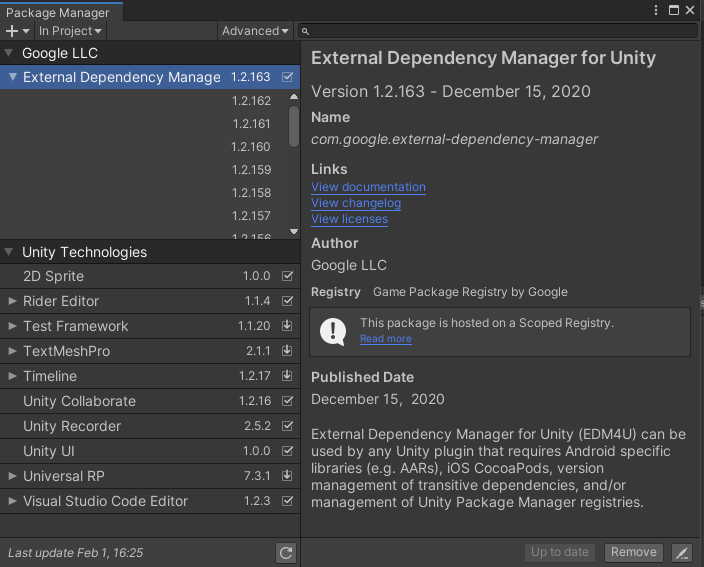 Package Manager
In Project
Advanced
Google LLC
External Dependency Manage 1.2.163
1.2.162
1.2.161
1.2.160
1.2.159
1.2.158
1.2.157
1.2.156
Unity Technologies
2D Sprite 1.0.0
Rider Editor 1.1.4
Test Framework 1.1.20
TextMeshPro 2.1.1
Timeline 1.2.17
Unity Collaborate 1.2.16
Unity Recorder 2.5.2
Unity UI 1.0.0
Universal RP 7.3.1
Visual Studio Code Editor 1.2.3
Last update Feb 1, 16:25
External Dependency Manager for Unity
Version 1.2.163 - December 15, 2020
Name
com.google.external-dependency-manager
Links
View documentation
View changelog
View licenses
Author
Google LLC
Registry Game Package Registry by Google
This package is hosted on a Scoped Registry.
Read more
Published Date
December 15, 2020
External Dependency Manager for Unity (EDM4U) can be
used by any Unity plugin that requires Android specific
libraries (e.g. AARs), iOS CocoaPods, version
management of transitive dependencies, and/or
management of Unity Package Manager registries.
Up to date
Remove